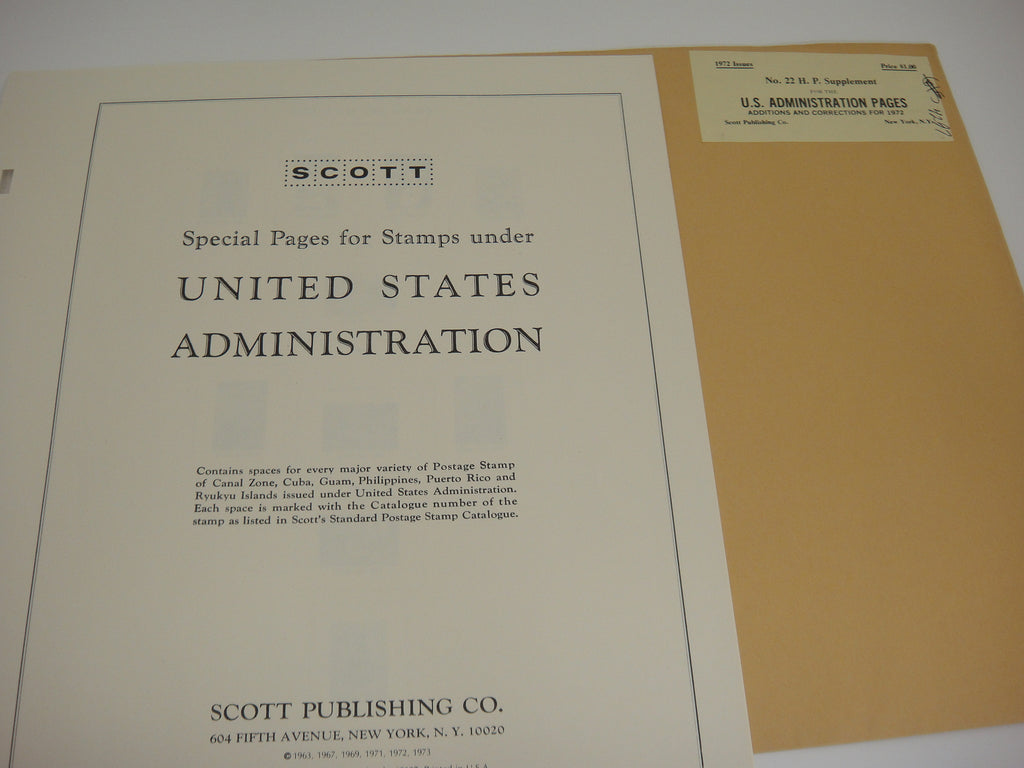 SCOTT
Special Pages for Stamps under
UNITED STATES
ADMINISTRATION
Contains spaces for every major variety of Postage Stamp
of Canal Zone, Cuba, Guam, Philippines, Puerto Rico and
Ryukyu Islands issued under United States Administration.
Each space is marked with the Catalogue number of the
stamp as listed in Scott's Standard Postage Stamp Catalogue.
SCOTT PUBLISHING CO.
604 FIFTH AVENUE, NEW YORK, N. Y. 10020
© 1963, 1967, 1969, 1971, 1972, 1973
Printed in U.S.A.
1972 Issues Price $1.00
No. 22 H. P. Supplement
FOR THE
U.S. ADMINISTRATION PAGES
ADDITIONS AND CORRECTIONS FOR 1972
Scott Publishing Co. New York, N.Y.